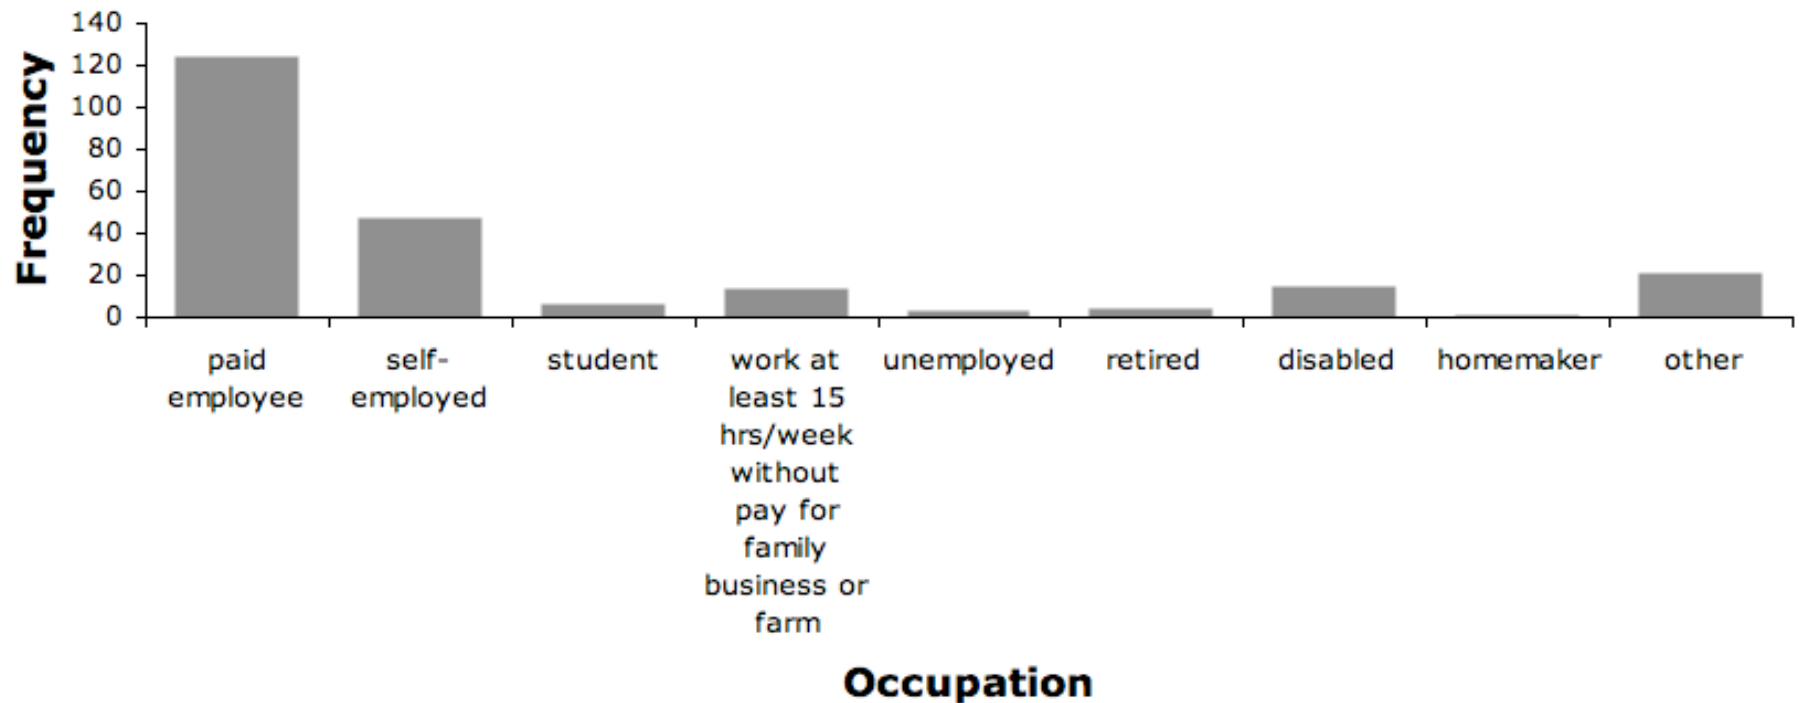 Frequency
140
120
100
80
60
40
20
0
paid
employee
self-
employed
student
work at
least 15
hrs/week
without
pay for
family
business or
farm
unemployed
retired
disabled
homemaker
other
Occupation